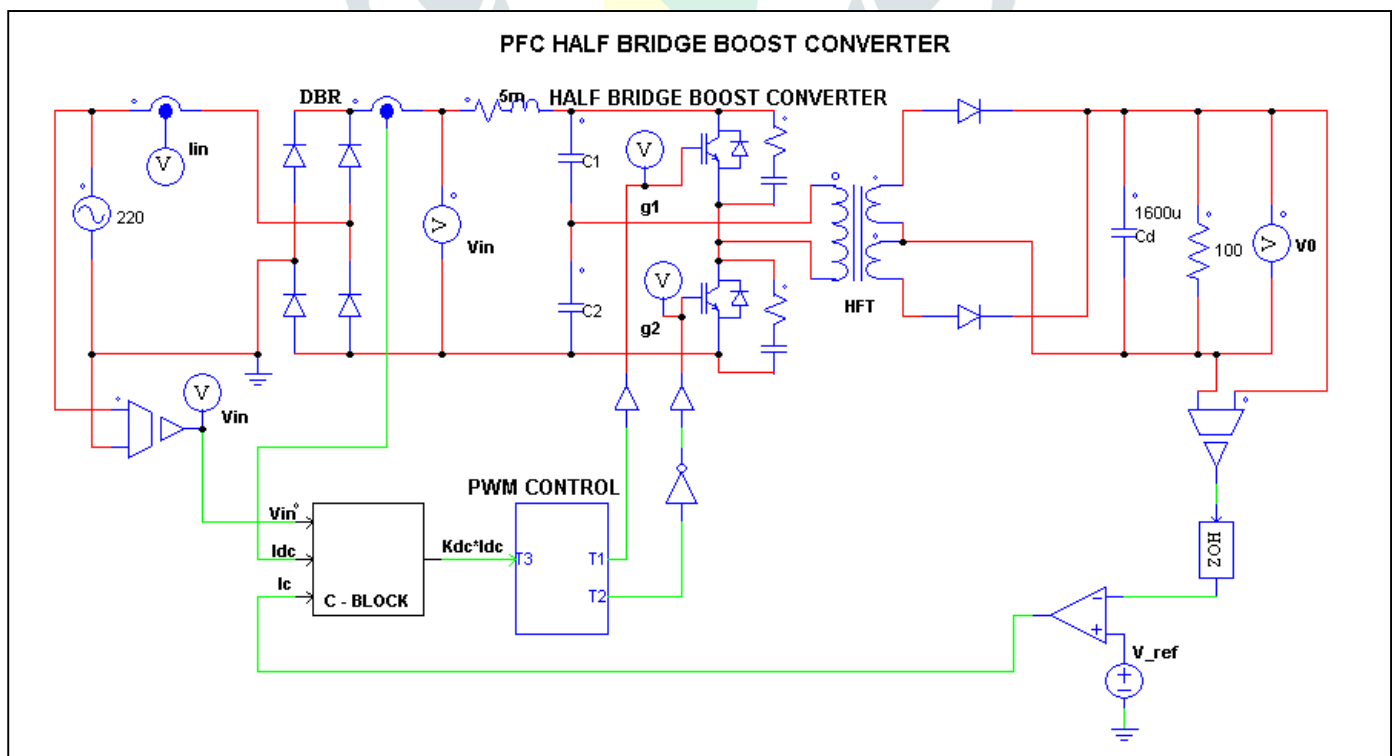 PFC HALF BRIDGE BOOST CONVERTER
DBR
5m
HALF BRIDGE BOOST CONVERTER
V
Iin
220
V
Vin
C1
C2
V
g1
V
g2
HFT
1600u
Cd
100
V
V0
V
Vin
PWM CONTROL
Vin
Idc
Ic
C - BLOCK
Kdc*Idc
T3
T1
T2
ZOH
V_ref